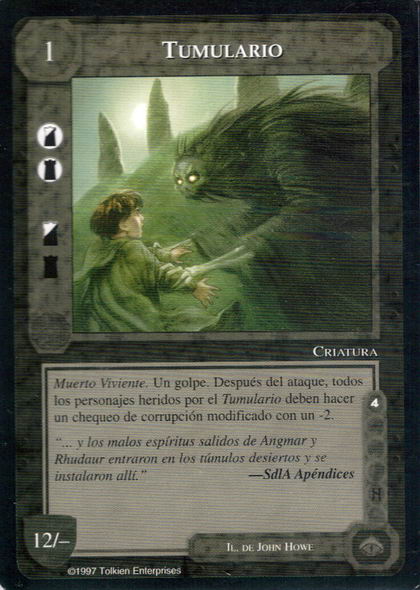 1
TUMULARIO
CRIATURA
Muerto Viviente. Un golpe. Después del ataque, todos
los personajes heridos por el Tumulario deben hacer
un chequeo de corrupción modificado con un -2.
4
“... y los malos espíritus salidos de Angmar y
Rhudaur entraron en los túmulos desiertos y se
instalaron allí.” —SdlA Apéndices
12/–
IL. DE JOHN HOWE
©1997 Tolkien Enterprises